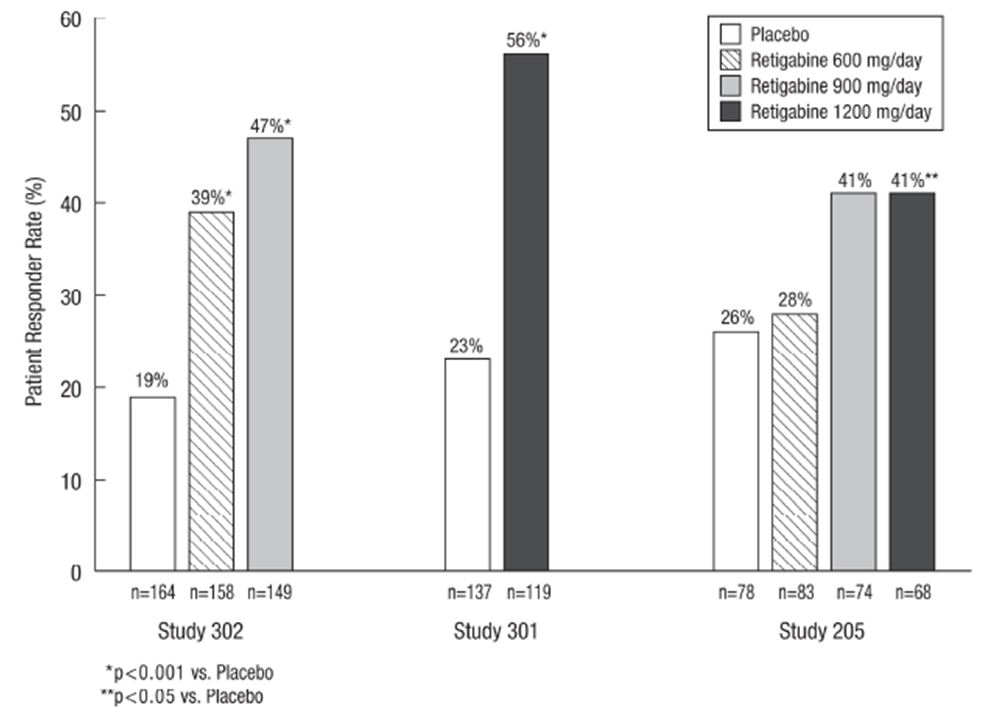 60
50
40
30
20
10
0
Patient Responder Rate (%)
Placebo
Retigabine 600 mg/day
Retigabine 900 mg/day
Retigabine 1200 mg/day
19%
39%*
47%*
23%
56%*
26%
28%
41%
41%**
n=164 n=158 n=149
n=137 n=119
n=78 n=83 n=74 n=68
Study 302
Study 301
Study 205
*p<0.001 vs. Placebo
**p<0.05 vs. Placebo